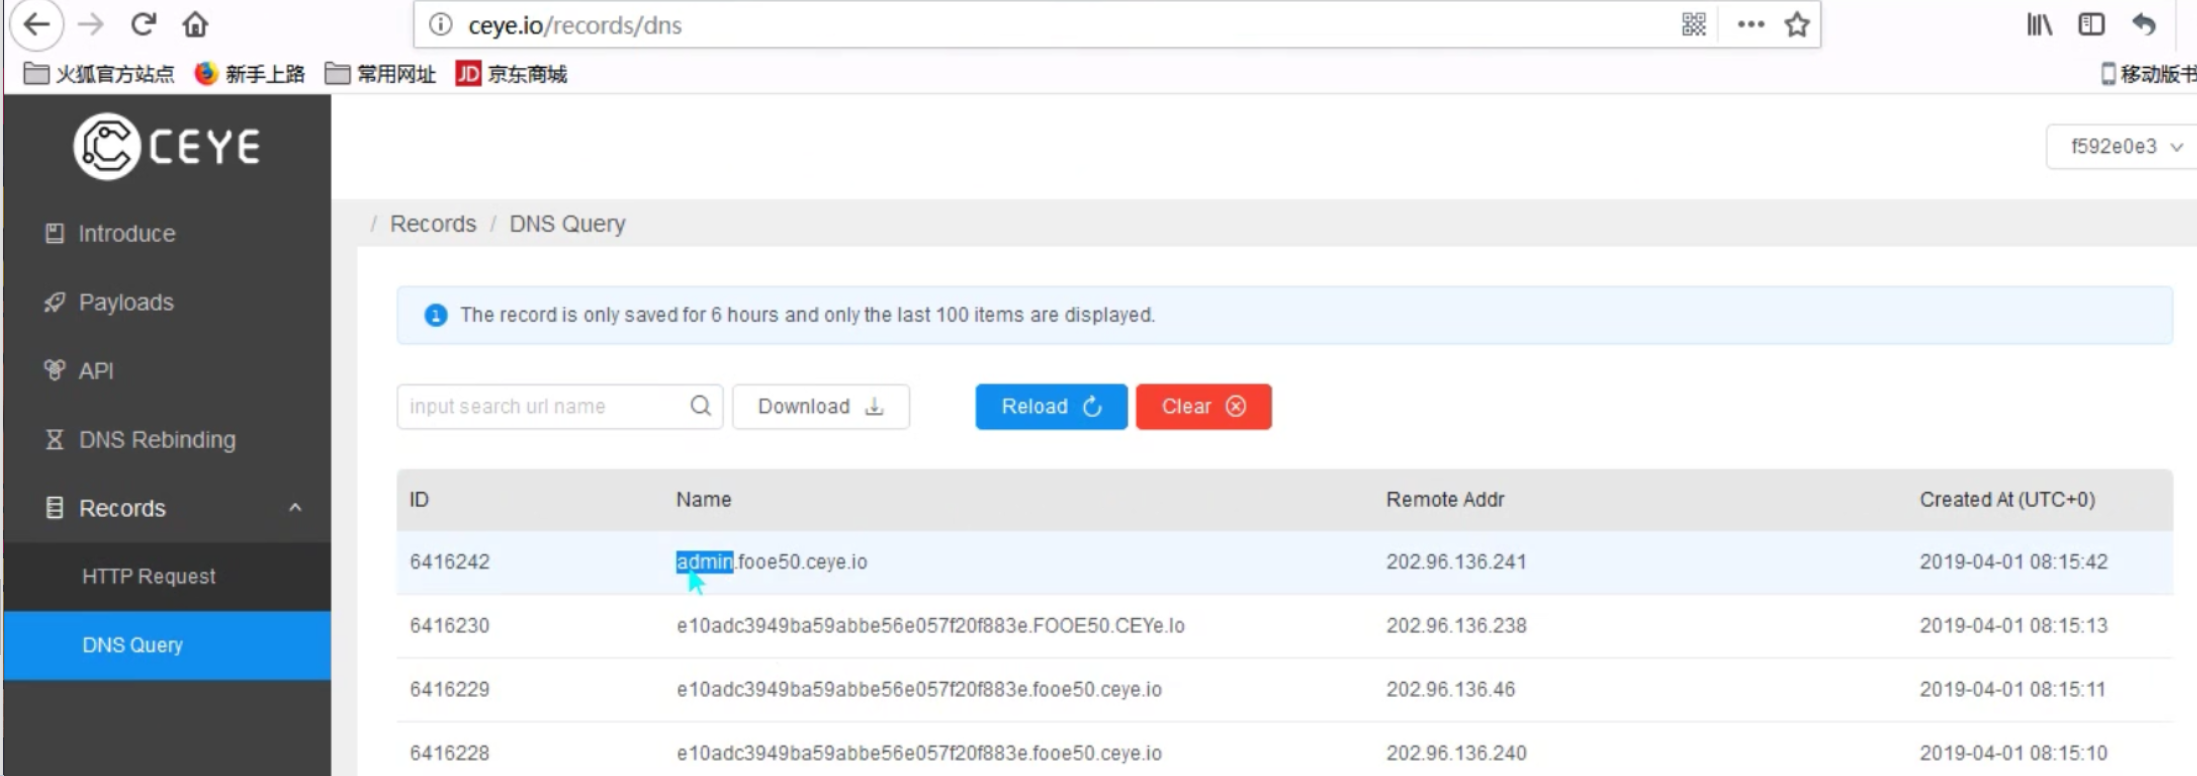 ceye.io/records/dns
火狐官方站点 新手上路 常用网址 JD 京东商城 移动版书
CEYE
f592e0e3
Introduce
Payloads
API
DNS Rebinding
Records
HTTP Request
DNS Query
/ Records / DNS Query
The record is only saved for 6 hours and only the last 100 items are displayed.
input search url name Download Reload Clear
ID Name Remote Addr Created At (UTC+0)
6416242 admin.fooe50.ceye.io 202.96.136.241 2019-04-01 08:15:42
6416230 e10adc3949ba59abbe56e057f20f883e.FOOE50.CEYe.Io 202.96.136.238 2019-04-01 08:15:13
6416229 e10adc3949ba59abbe56e057f20f883e.fooe50.ceye.io 202.96.136.46 2019-04-01 08:15:11
6416228 e10adc3949ba59abbe56e057f20f883e.fooe50.ceye.io 202.96.136.240 2019-04-01 08:15:10